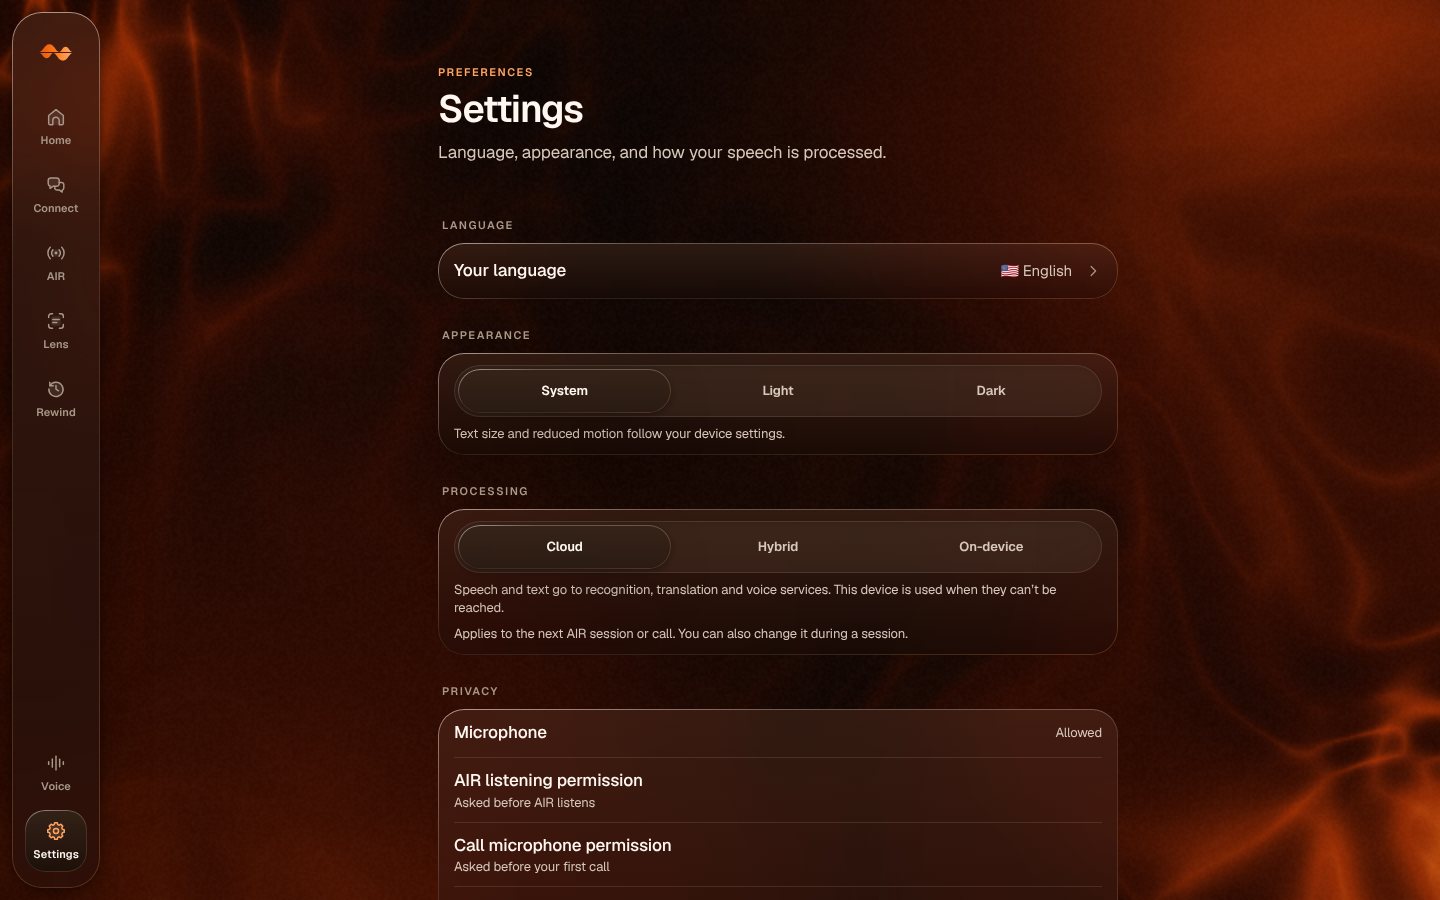 Home
Connect
AIR
Lens
Rewind
Voice
Settings
PREFERENCES
Settings
Language, appearance, and how your speech is processed.
LANGUAGE
Your language
English
APPEARANCE
System
Light
Dark
Text size and reduced motion follow your device settings.
PROCESSING
Cloud
Hybrid
On-device
Speech and text go to recognition, translation and voice services. This device is used when they can't be
reached.
Applies to the next AIR session or call. You can also change it during a session.
PRIVACY
Microphone
Allowed
AIR listening permission
Asked before AIR listens
Call microphone permission
Asked before your first call